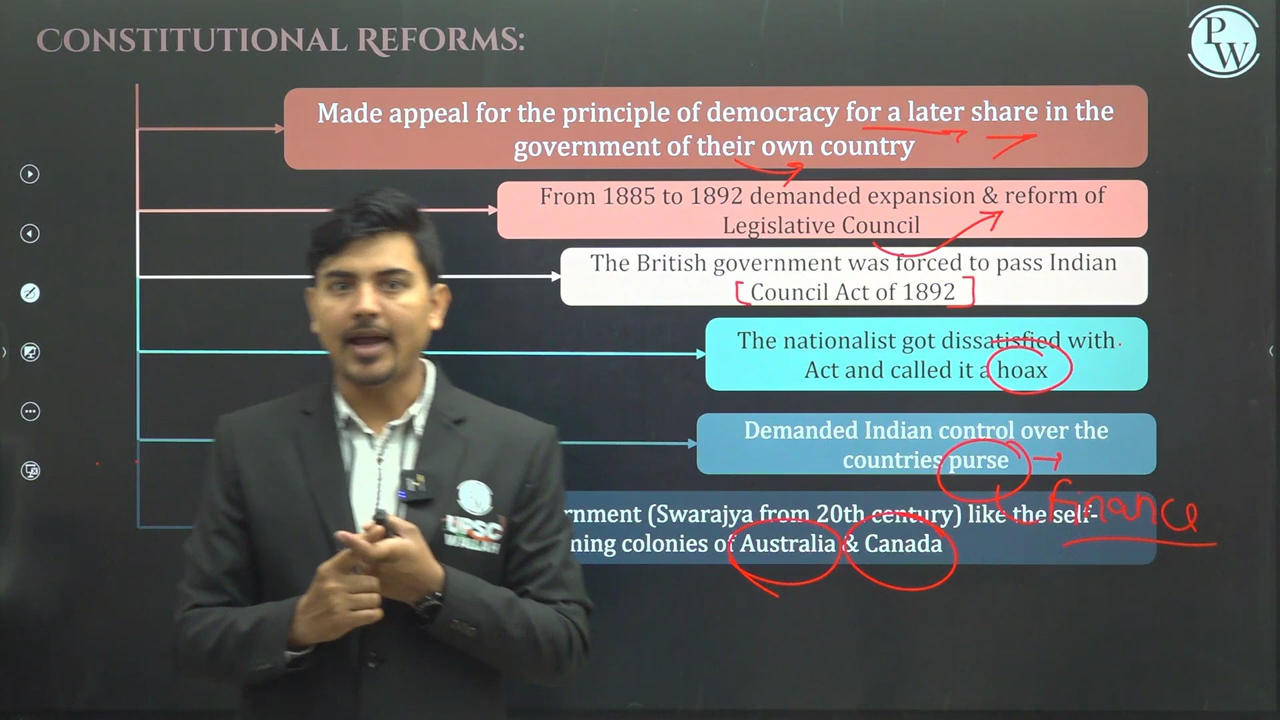 CONSTITUTIONAL REFORMS:
P
W
Made appeal for the principle of democracy for a later share in the
government of their own country
From 1885 to 1892 demanded expansion & reform of
Legislative Council
The British government was forced to pass Indian
[Council Act of 1892]
The nationalist got dissatisfied with
Act and called it a hoax
Demanded Indian control over the
countries purse
Finance
(Swarajya from 20th century) like the self-
colonies of Australia & Canada
UPSC